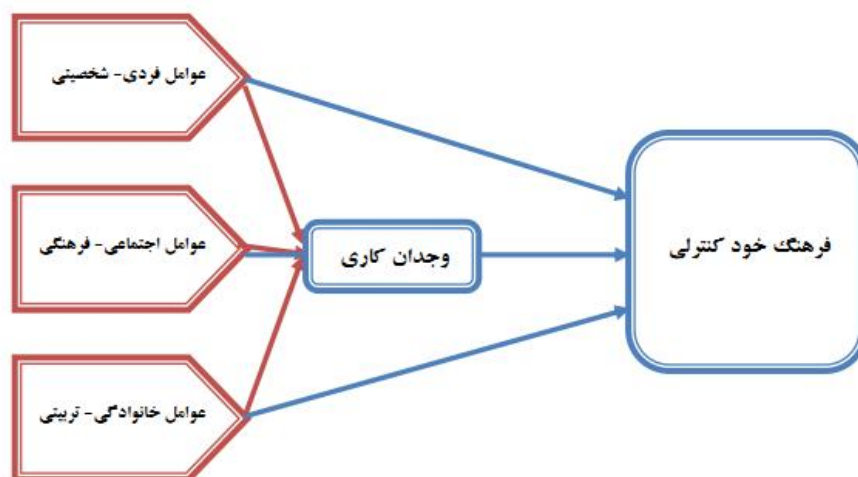 عوامل فردی- شخصیتی
عوامل اجتماعی- فرهنگی
عوامل خانوادگی- تربیتی
وجدان کاری
فرهنگ خود کنترلی